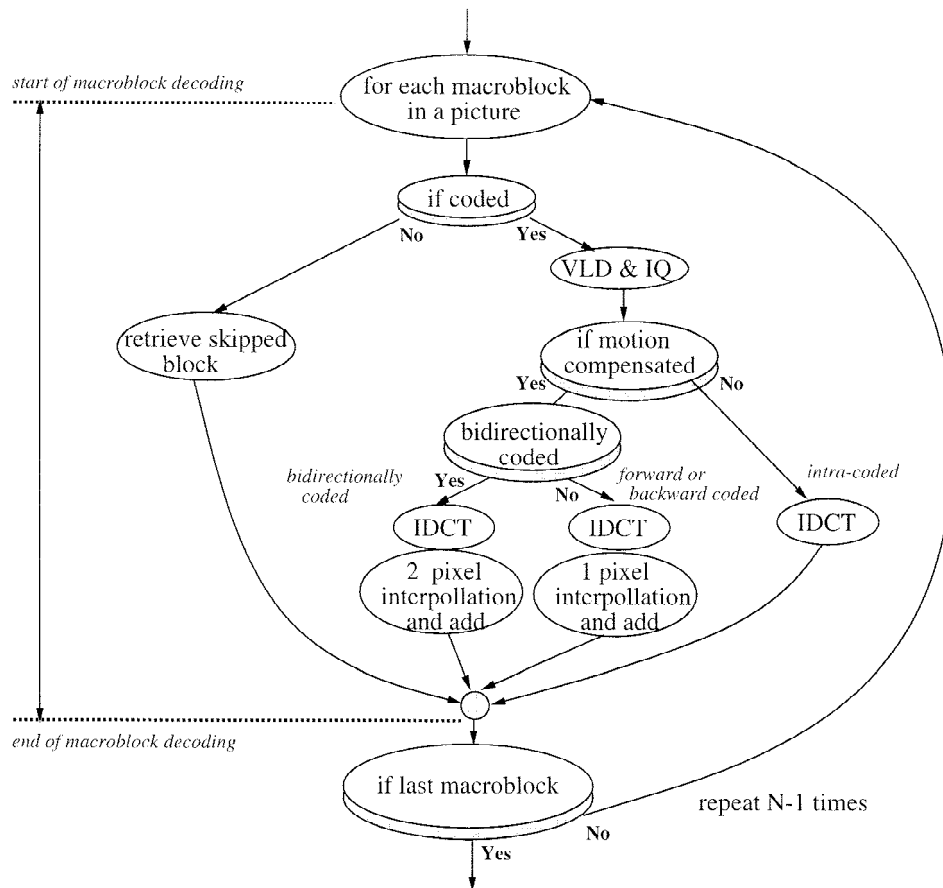 start of macroblock decoding
for each macroblock
in a picture
if coded
No
Yes
VLD & IQ
retrieve skipped
block
if motion
compensated
Yes
No
bidirectionally
coded
bidirectionally
coded
Yes
No
forward or
backward coded
intra-coded
IDCT
IDCT
IDCT
2 pixel
interpollation
and add
1 pixel
interpollation
and add
end of macroblock decoding
if last macroblock
repeat N-1 times
No
Yes